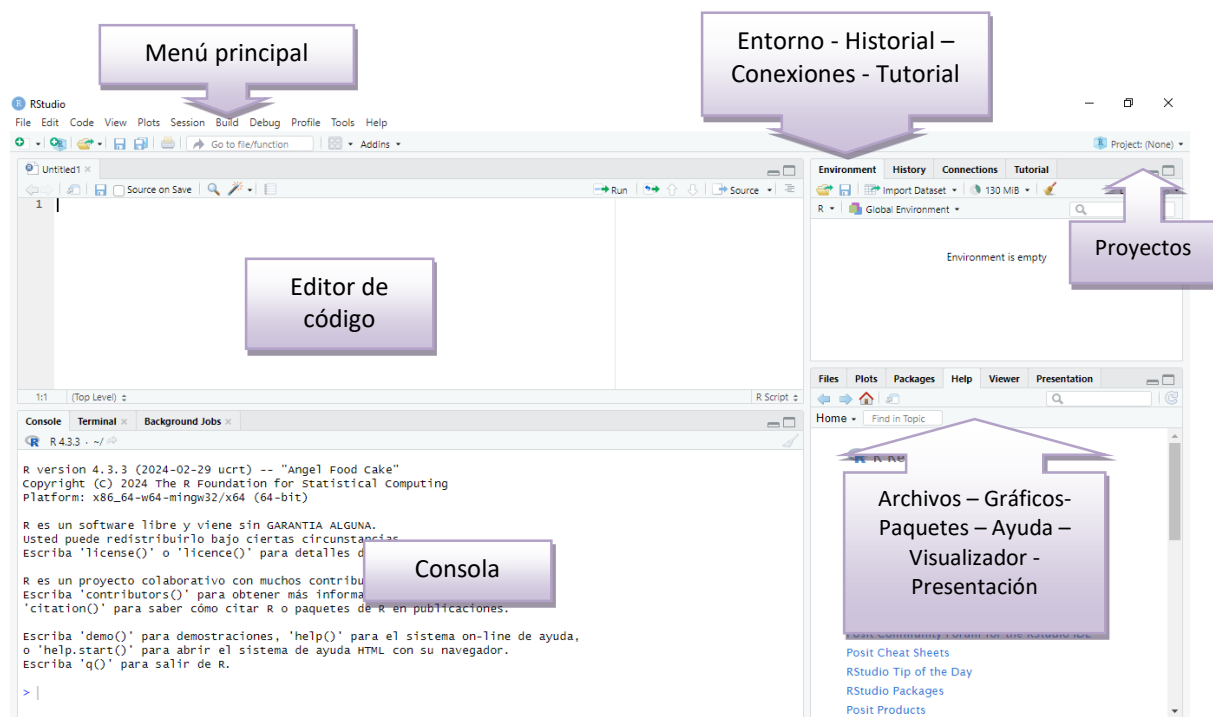 Menú principal
Entorno - Historial –
Conexiones - Tutorial
RStudio
File Edit Code View Plots Session Build Debug Profile Tools Help
Go to file/function
Addins
Project: (None)
Untitled1
Source on Save
Run
Source
1
Editor de
código
1:1 (Top Level)
R Script
Environment History Connections Tutorial
Import Dataset
130 MiB
R
Global Environment
Environment is empty
Proyectos
Files Plots Packages Help Viewer Presentation
Home
Find in Topic
Archivos – Gráficos-
Paquetes – Ayuda –
Visualizador -
Presentación
Posit Community Forum for the RStudio IDE
Posit Cheat Sheets
RStudio Tip of the Day
RStudio Packages
Posit Products
Console Terminal Background Jobs
R 4.3.3 · ~/
R version 4.3.3 (2024-02-29 ucrt) -- "Angel Food Cake"
Copyright (C) 2024 The R Foundation for Statistical Computing
Platform: x86_64-w64-mingw32/x64 (64-bit)
R es un software libre y viene sin GARANTIA ALGUNA.
Usted puede redistribuirlo bajo ciertas circunstancias.
Escriba 'license()' o 'licence()' para detalles
R es un proyecto colaborativo con muchos
Escriba 'contributors()' para obtener más
'citation()' para saber cómo citar R o paquetes de R en publicaciones.
Escriba 'demo()' para demostraciones, 'help()' para el sistema on-line de ayuda,
o 'help.start()' para abrir el sistema de ayuda HTML con su navegador.
Escriba 'q()' para salir de R.
>
Consola